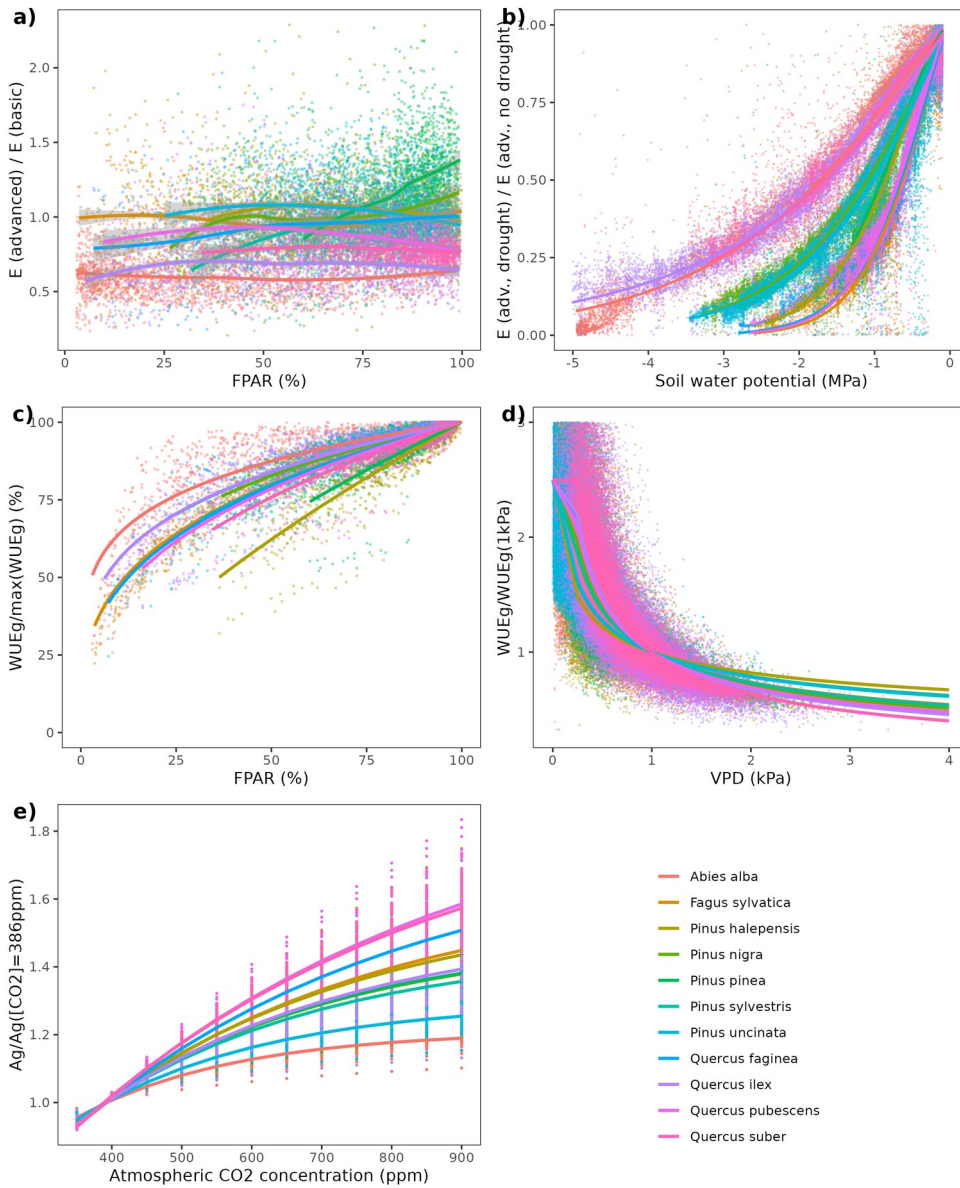 a)
E (advanced) / E (basic)
2.0
1.5
1.0
0.5
0
25
50
75
100
FPAR (%)
b)
E (adv., drought) / E (adv., no drought)
1.00
0.75
0.50
0.25
0.00
-5
-4
-3
-2
-1
0
Soil water potential (MPa)
c)
WUEg/max(WUEg) (%)
100
75
50
25
0
0
25
50
75
100
FPAR (%)
d)
WUEg/WUEg(1kPa)
3
2
1
0
1
2
3
4
VPD (kPa)
e)
Ag/Ag([CO2]=386ppm)
1.8
1.6
1.4
1.2
1.0
400
500
600
700
800
900
Atmospheric CO2 concentration (ppm)
Abies alba
Fagus sylvatica
Pinus halepensis
Pinus nigra
Pinus pinea
Pinus sylvestris
Pinus uncinata
Quercus faginea
Quercus ilex
Quercus pubescens
Quercus suber